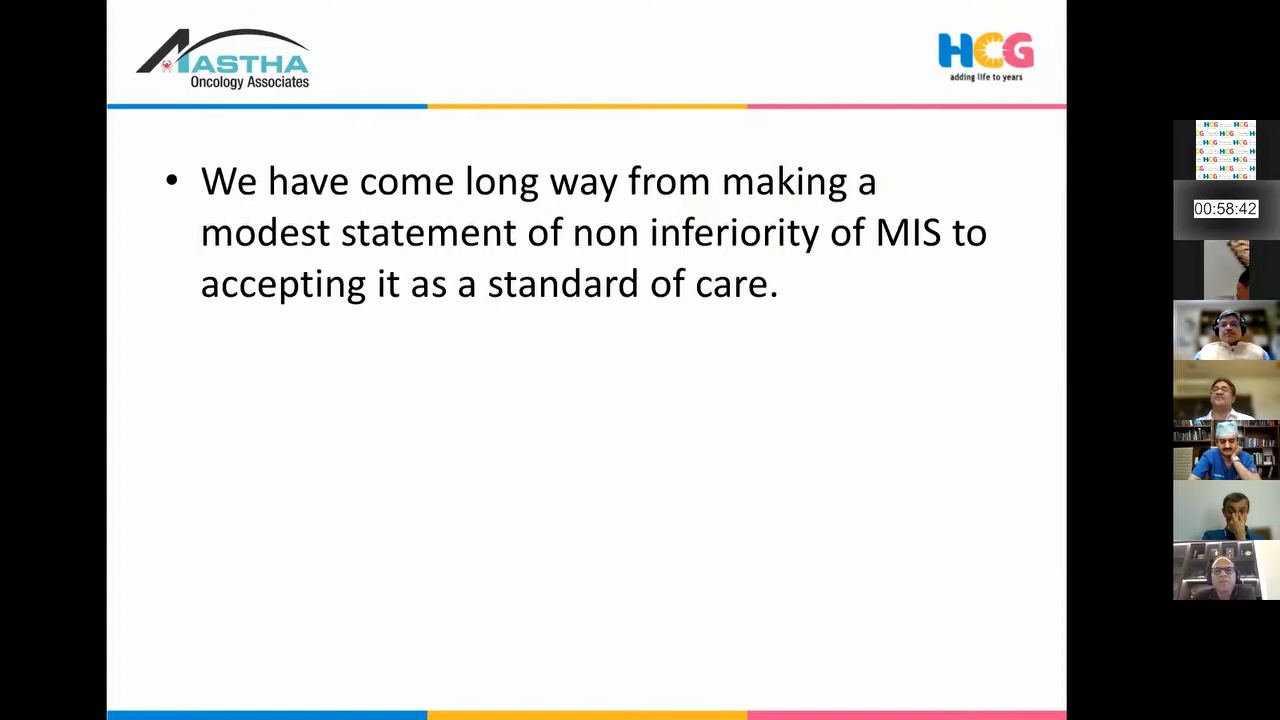 AASTHA
Oncology Associates
HCG
adding life to years
• We have come long way from making a
modest statement of non inferiority of MIS to
accepting it as a standard of care.
00:58:42